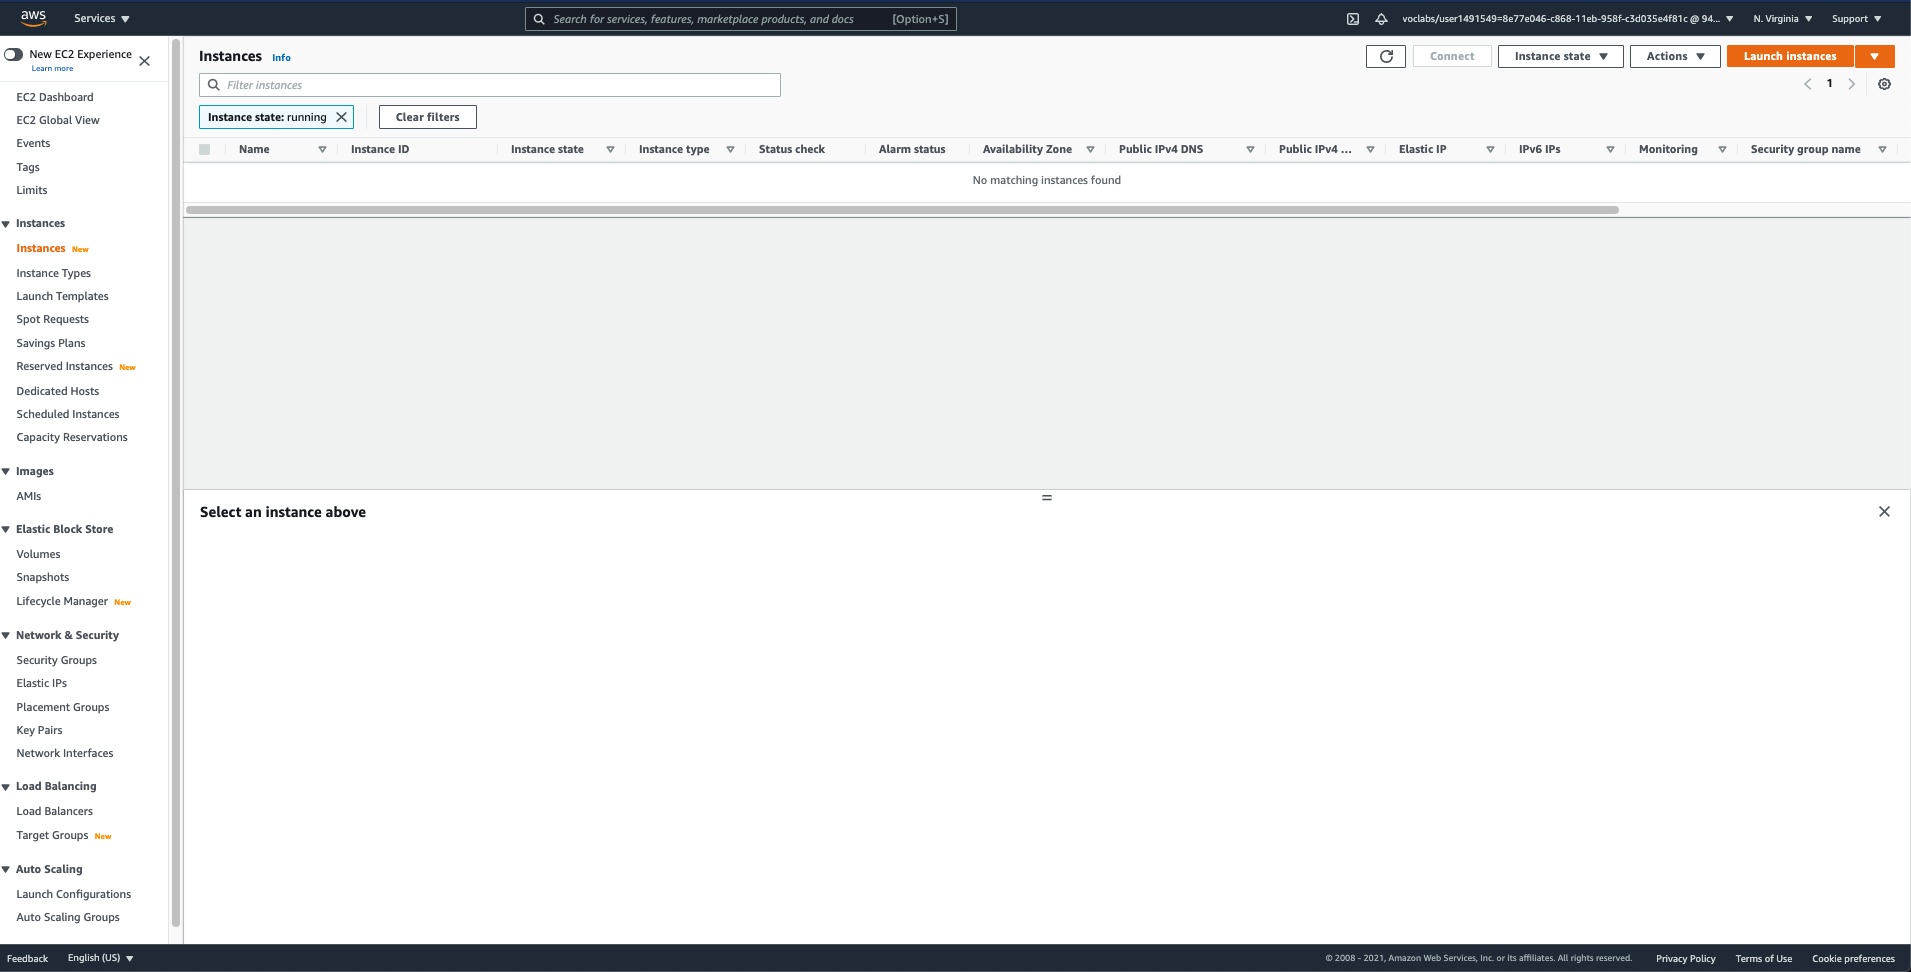 aws Services Search for services, features, marketplace products, and docs [Option+S] voclabs/user1491549=8e77e046-c868-11eb-958f-c3d035e4f81c @ 94... N. Virginia Support
New EC2 Experience
Learn more
EC2 Dashboard
EC2 Global View
Events
Tags
Limits
Instances
Instances New
Instance Types
Launch Templates
Spot Requests
Savings Plans
Reserved Instances New
Dedicated Hosts
Scheduled Instances
Capacity Reservations
Images
AMIs
Elastic Block Store
Volumes
Snapshots
Lifecycle Manager New
Network & Security
Security Groups
Elastic IPs
Placement Groups
Key Pairs
Network Interfaces
Load Balancing
Load Balancers
Target Groups New
Auto Scaling
Launch Configurations
Auto Scaling Groups
Instances Info Connect Instance state Actions Launch instances
Filter instances 1
Instance state: running Clear filters
Name Instance ID Instance state Instance type Status check Alarm status Availability Zone Public IPv4 DNS Public IPv4 ... Elastic IP IPv6 IPs Monitoring Security group name
No matching instances found
Select an instance above
Feedback English (US) © 2008 - 2021, Amazon Web Services, Inc. or its affiliates. All rights reserved. Privacy Policy Terms of Use Cookie preferences